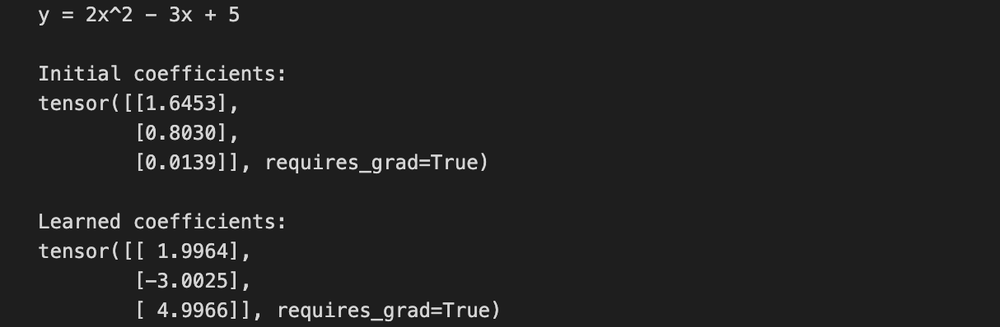 y = 2x^2 - 3x + 5
Initial coefficients:
tensor([[1.6453],
        [0.8030],
        [0.0139]], requires_grad=True)
Learned coefficients:
tensor([[ 1.9964],
        [-3.0025],
        [ 4.9966]], requires_grad=True)